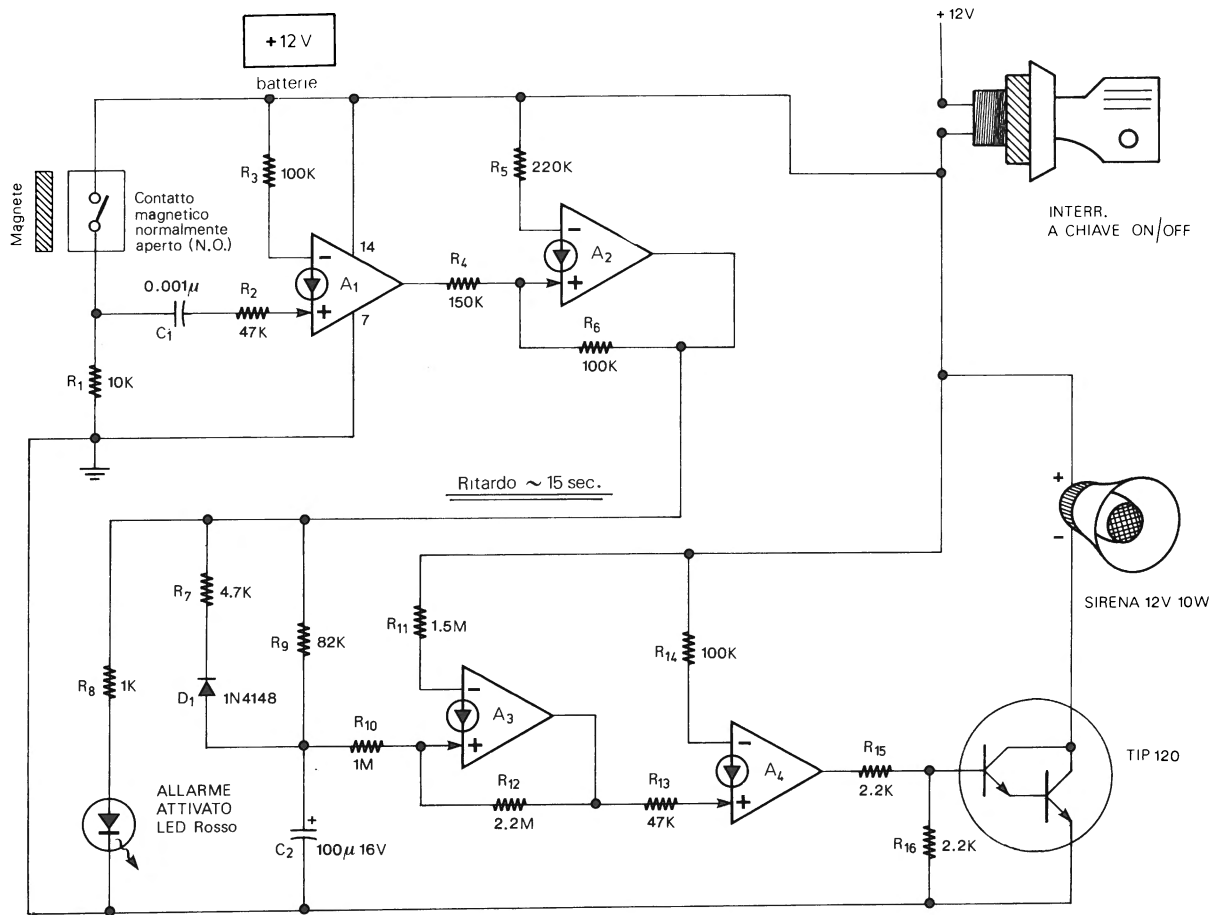 +12V
batterie
+ 12V
Magnete
Contatto
magnetico
normalmente
aperto (N.O.)
R3
100K
R5
220K
INTERR.
A CHIAVE ON/OFF
14
−
A1
+
7
−
A2
+
R4
150K
0.001µ
C1
R2
47K
R6
100K
R1
10K
Ritardo ~ 15 sec.
+
−
SIRENA 12V 10W
R7
4.7K
R9
82K
R11
1.5M
R14
100K
R8
1K
D1
1N4148
R10
1M
−
A3
+
R12
2.2M
R13
47K
−
A4
+
R15
2.2K
R16
2.2K
TIP 120
ALLARME
ATTIVATO
LED Rosso
+
C2
100µ 16V